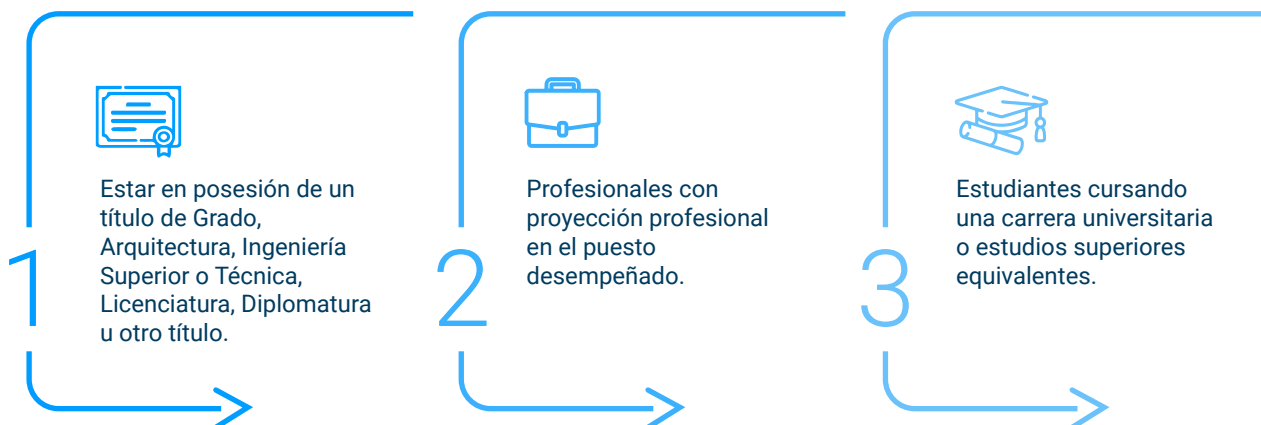 1
Estar en posesión de un
título de Grado,
Arquitectura, Ingeniería
Superior o Técnica,
Licenciatura, Diplomatura
u otro título.
2
Profesionales con
proyección profesional
en el puesto
desempeñado.
3
Estudiantes cursando
una carrera universitaria
o estudios superiores
equivalentes.